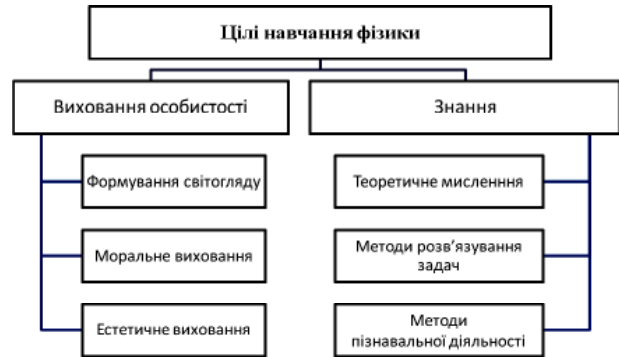 Цілі навчання фізики
Виховання особистості
Знання
Формування світогляду
Моральне виховання
Естетичне виховання
Теоретичне мисленння
Методи розв'язування
задач
Методи
пізнавальної діяльності